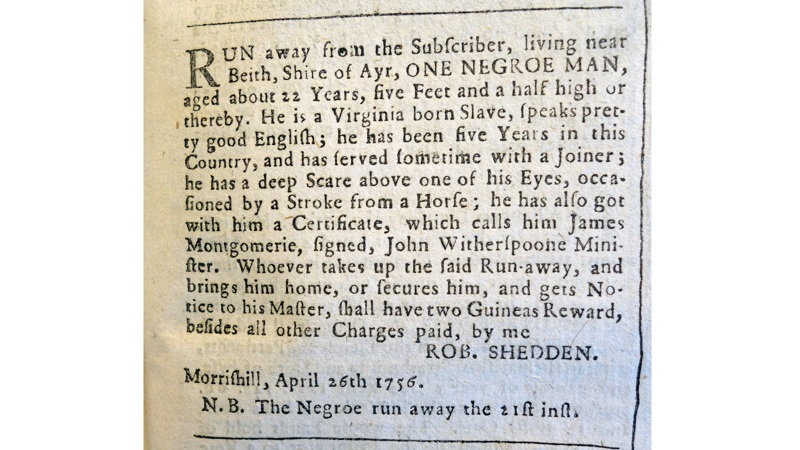 RUN away from the Subſcriber, living near
Beith, Shire of Ayr, ONE NEGROE MAN,
aged about 22 Years, five Feet and a half high or
thereby. He is a Virginia born Slave, ſpeaks pret-
ty good Engliſh; he has been five Years in this
Country, and has ſerved ſometime with a Joiner;
he has a deep Scare above one of his Eyes, occa-
ſioned by a Stroke from a Horſe; he has alſo got
with him a Certificate, which calls him James
Montgomerie, ſigned, John Witherſpoone Mini-
ſter. Whoever takes up the ſaid Run-away, and
brings him home, or ſecures him, and gets No-
tice to his Maſter, ſhall have two Guineas Reward,
beſides all other Charges paid, by me
ROB. SHEDDEN.
Morriſhill, April 26th 1756.
N.B. The Negroe run away the 21ſt inſt.